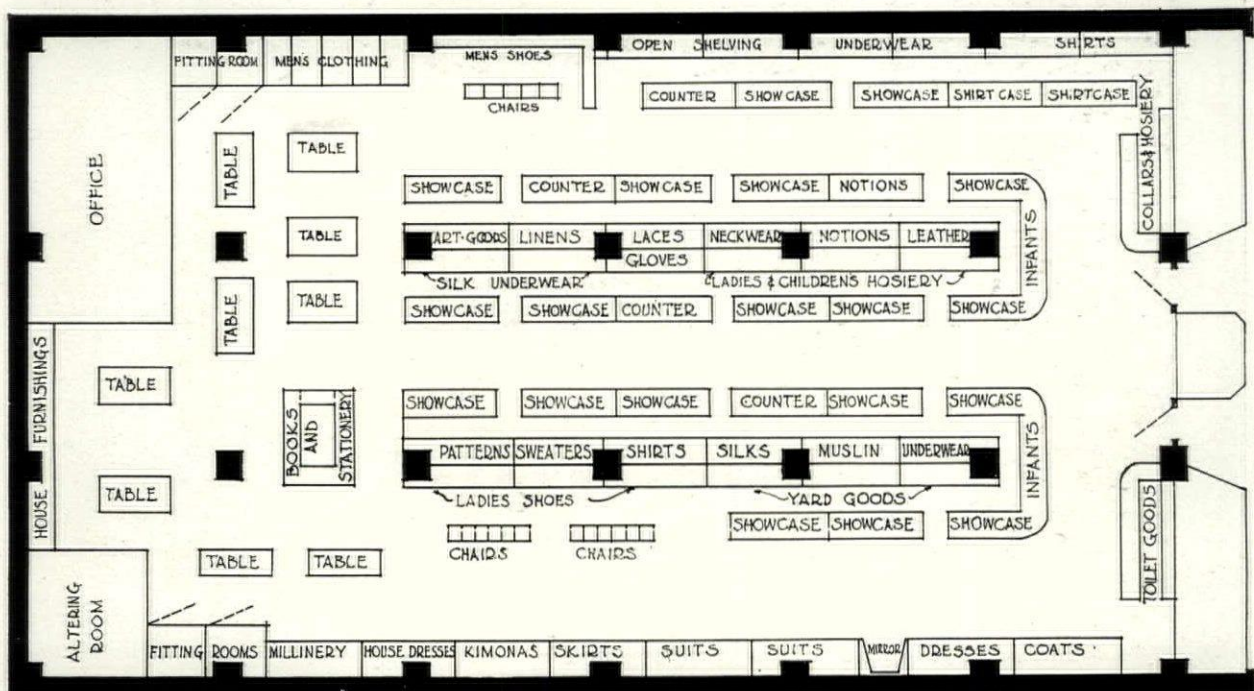 OPEN SHELVING UNDERWEAR SHIRTS
FITTING ROOM MEN'S CLOTHING
MENS SHOES
CHAIRS
COUNTER SHOWCASE SHOWCASE SHIRT CASE SHIRTCASE
COLLARS & HOSIERY
OFFICE
TABLE
TABLE
SHOWCASE COUNTER SHOWCASE SHOWCASE NOTIONS SHOWCASE
TABLE
ART-GOODS LINENS LACES NECKWEAR NOTIONS LEATHER
GLOVES
INFANTS
SILK UNDERWEAR LADIES & CHILDREN'S HOSIERY
TABLE
TABLE
SHOWCASE SHOWCASE COUNTER SHOWCASE SHOWCASE SHOWCASE
HOUSE FURNISHINGS
TABLE
BOOKS
AND
STATIONERY
SHOWCASE SHOWCASE SHOWCASE COUNTER SHOWCASE SHOWCASE
PATTERNS SWEATERS SHIRTS SILKS MUSLIN UNDERWEAR
INFANTS
TABLE
LADIES SHOES YARD GOODS
SHOWCASE SHOWCASE SHOWCASE
CHAIRS CHAIRS
TOILET GOODS
TABLE TABLE
ALTERING
ROOM
FITTING ROOMS MILLINERY HOUSE DRESSES KIMONAS SKIRTS SUITS SUITS MIRROR DRESSES COATS